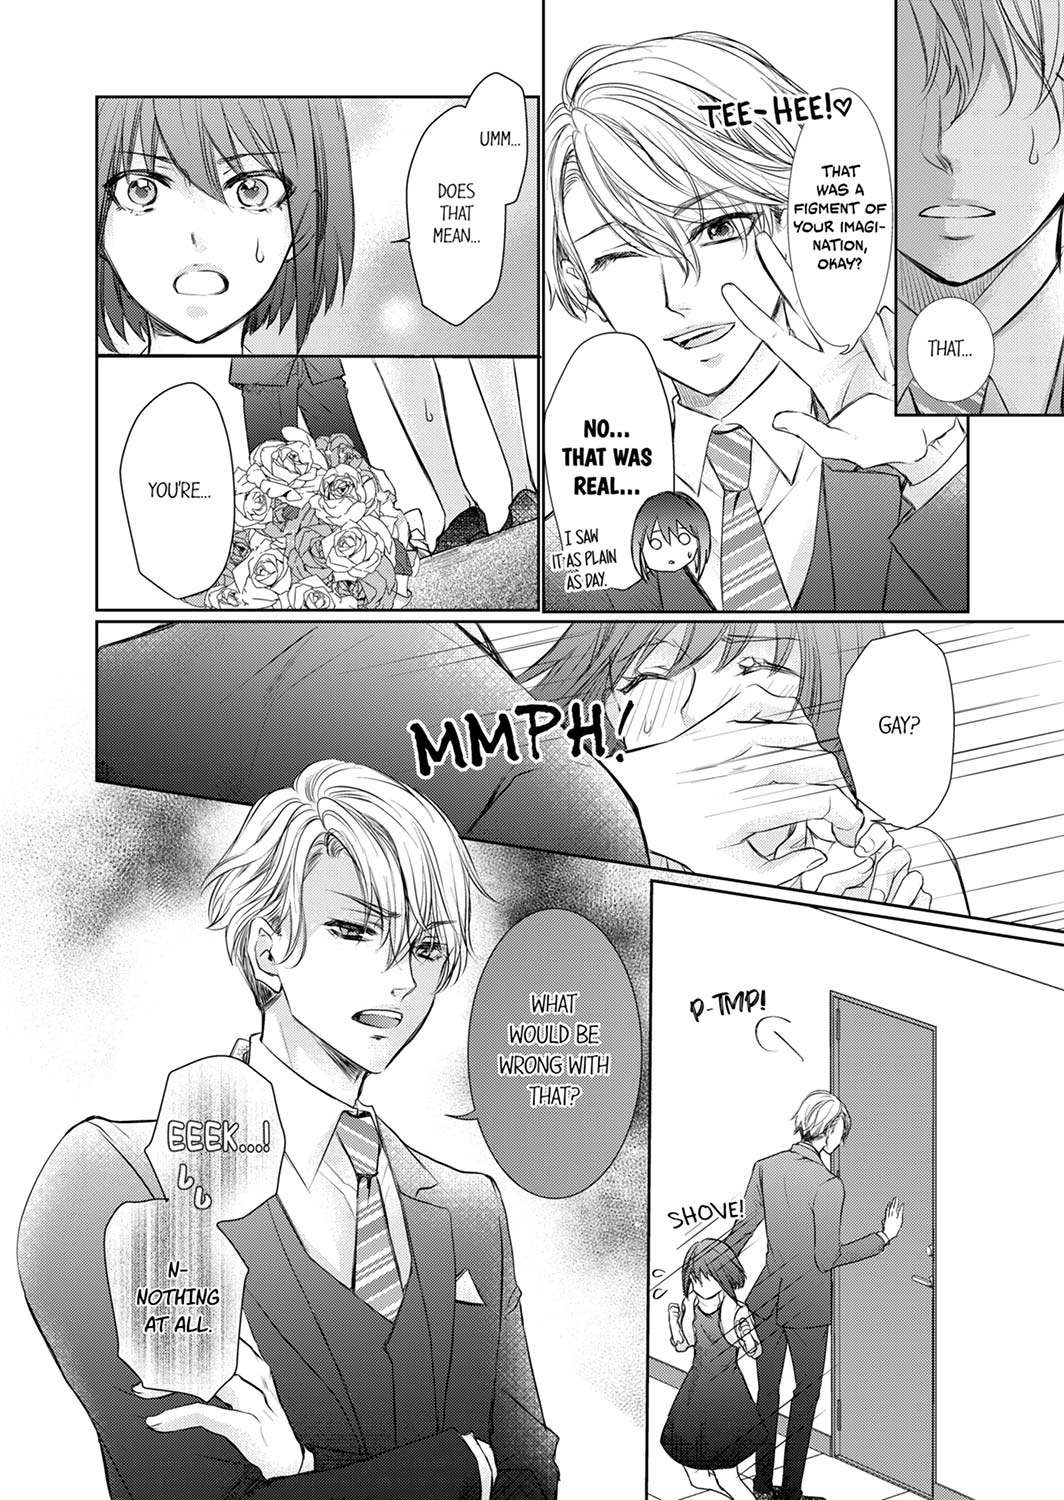 THAT...
TEE-HEE!♡
THAT
WAS A
FIGMENT OF
YOUR IMAGI-
NATION,
OKAY?
NO...
THAT WAS
REAL...
I SAW
IT AS PLAIN
AS DAY.
UMM...
DOES
THAT
MEAN...
YOU'RE...
GAY?
MMPH!
WHAT
WOULD BE
WRONG WITH
THAT?
EEEK...!
N-
NOTHING
AT ALL.
P-TMP!
SHOVE!